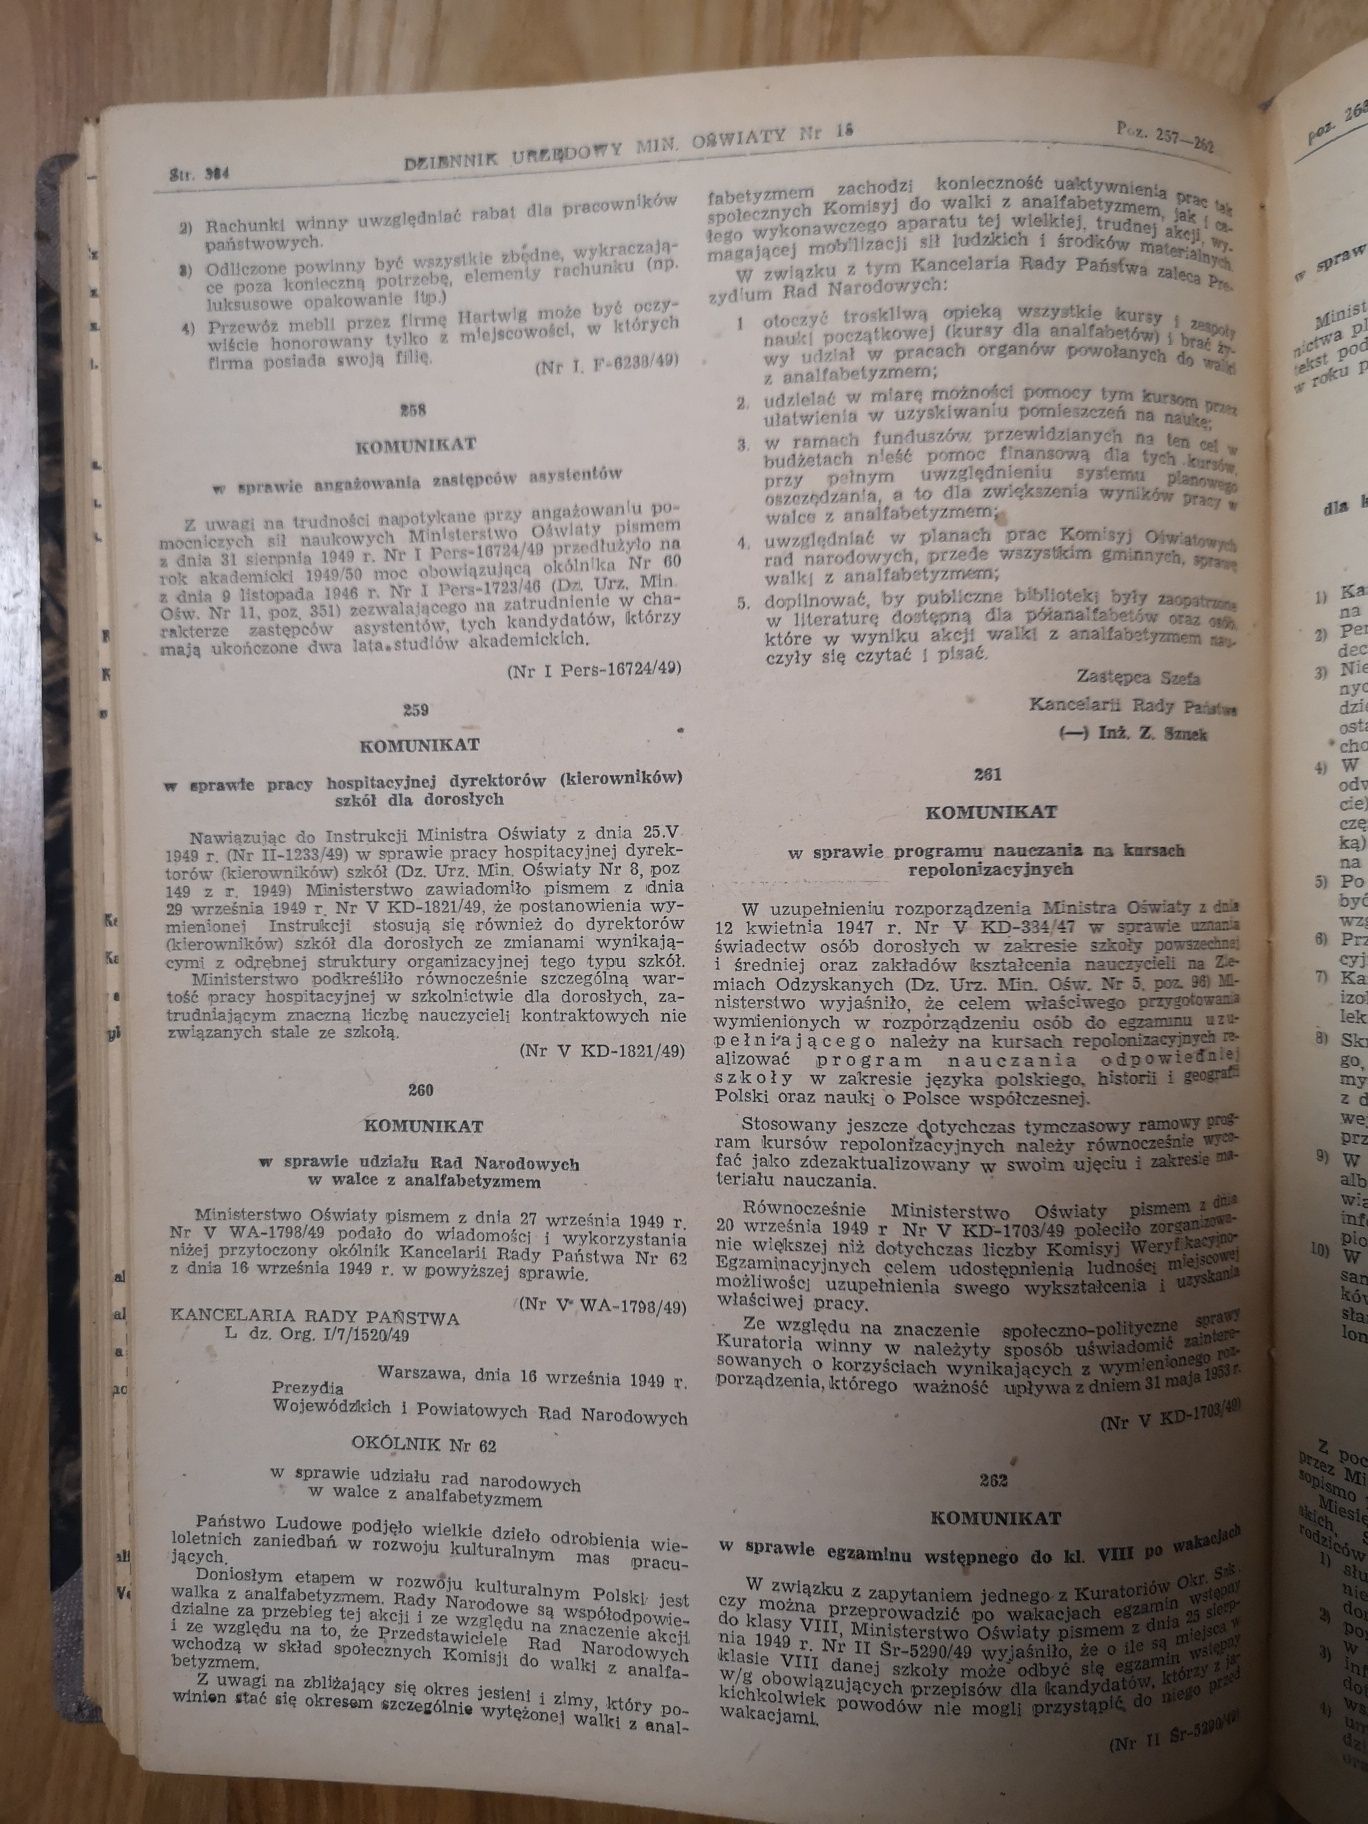 Str. 384
DZIENNIK URZĘDOWY MIN. OŚWIATY Nr 15
Poz. 257—262
2) Rachunki winny uwzględniać rabat dla pracowników
państwowych.
3) Odliczone powinny być wszystkie zbędne, wykraczają-
ce poza konieczną potrzebę, elementy rachunku (np.
luksusowe opakowanie itp.)
4) Przewóz mebli przez firmę Hartwig może być oczy-
wiście honorowany tylko z miejscowości, w których
firma posiada swoją filię.
(Nr I. F-6238/49)
258
KOMUNIKAT
w sprawie angażowania zastępców asystentów
Z uwagi na trudności napotykane przy angażowaniu po-
mocniczych sił naukowych Ministerstwo Oświaty pismem
z dnia 31 sierpnia 1949 r. Nr I Pers-16724/49 przedłużyło na
rok akademicki 1949/50 moc obowiązującą okólnika Nr 60
z dnia 9 listopada 1946 r. Nr I Pers-1723/46 (Dz. Urz. Min.
Ośw. Nr 11, poz. 351) zezwalającego na zatrudnienie w cha-
rakterze zastępców asystentów, tych kandydatów, którzy
mają ukończone dwa lata studiów akademickich.
(Nr I Pers-16724/49)
259
KOMUNIKAT
w sprawie pracy hospitacyjnej dyrektorów (kierowników)
szkół dla dorosłych
Nawiązując do Instrukcji Ministra Oświaty z dnia 25.V
1949 r. (Nr II-1233/49) w sprawie pracy hospitacyjnej dyrek-
torów (kierowników) szkół (Dz. Urz. Min. Oświaty Nr 8, poz
149 z r. 1949) Ministerstwo zawiadomiło pismem z dnia
29 września 1949 r. Nr V KD-1821/49, że postanowienia wy-
mienionej Instrukcji stosują się również do dyrektorów
(kierowników) szkół dla dorosłych ze zmianami wynikają-
cymi z odrębnej struktury organizacyjnej tego typu szkół.
Ministerstwo podkreśliło równocześnie szczególną war-
tość pracy hospitacyjnej w szkolnictwie dla dorosłych, za-
trudniającym znaczną liczbę nauczycieli kontraktowych nie
związanych stale ze szkołą.
(Nr V KD-1821/49)
260
KOMUNIKAT
w sprawie udziału Rad Narodowych
w walce z analfabetyzmem
Ministerstwo Oświaty pismem z dnia 27 września 1949 r.
Nr V WA-1798/49 podało do wiadomości i wykorzystania
niżej przytoczony okólnik Kancelarii Rady Państwa Nr 62
z dnia 16 września 1949 r. w powyższej sprawie.
(Nr V WA-1798/49)
KANCELARIA RADY PAŃSTWA
L dz. Org. I/7/1520/49
Warszawa, dnia 16 września 1949 r.
Prezydia
Wojewódzkich i Powiatowych Rad Narodowych
OKÓLNIK Nr 62
w sprawie udziału rad narodowych
w walce z analfabetyzmem
Państwo Ludowe podjęło wielkie dzieło odrobienia wie-
loletnich zaniedbań w rozwoju kulturalnym mas pracu-
jących.
Doniosłym etapem w rozwoju kulturalnym Polski jest
walka z analfabetyzmem. Rady Narodowe są współodpowie-
dzialne za przebieg tej akcji i ze względu na znaczenie akcji
i ze względu na to, że Przedstawiciele Rad Narodowych
wchodzą w skład społecznych Komisji do walki z analfa-
betyzmem.
Z uwagi na zbliżający się okres jesieni i zimy, który po-
winien stać się okresem szczególnie wytężonej walki z anal-
fabetyzmem zachodzi konieczność uaktywnienia prac tak
społecznych Komisyj do walki z analfabetyzmem, jak i ca-
łego wykonawczego aparatu tej wielkiej, trudnej akcji, wy-
magającej mobilizacji sił ludzkich i środków materialnych.
W związku z tym Kancelaria Rady Państwa zaleca Pre-
zydium Rad Narodowych:
1 otoczyć troskliwą opieką wszystkie kursy i zespoły
nauki początkowej (kursy dla analfabetów) i brać ży-
wy udział w pracach organów powołanych do walki
z analfabetyzmem;
2. udzielać w miarę możności pomocy tym kursom przez
ułatwienia w uzyskiwaniu pomieszczeń na naukę;
3. w ramach funduszów przewidzianych na ten cel w
budżetach nieść pomoc finansową dla tych kursów,
przy pełnym uwzględnieniu systemu planowego
oszczędzania, a to dla zwiększenia wyników pracy w
walce z analfabetyzmem;
4. uwzględniać w planach prac Komisyj Oświatowych
rad narodowych, przede wszystkim gminnych, sprawę
walki z analfabetyzmem;
5. dopilnować, by publiczne biblioteki były zaopatrzone
w literaturę dostępną dla półanalfabetów oraz osób,
które w wyniku akcji walki z analfabetyzmem nau-
czyły się czytać i pisać.
Zastępca Szefa
Kancelarii Rady Państwa
(—) Inż. Z. Sznek
261
KOMUNIKAT
w sprawie programu nauczania na kursach
repolonizacyjnych
W uzupełnieniu rozporządzenia Ministra Oświaty z dnia
12 kwietnia 1947 r. Nr V KD-334/47 w sprawie uznania
świadectw osób dorosłych w zakresie szkoły powszechnej
i średniej oraz zakładów kształcenia nauczycieli na Zie-
miach Odzyskanych (Dz. Urz. Min. Ośw. Nr 5, poz. 96) Mi-
nisterstwo wyjaśniło, że celem właściwego przygotowania
wymienionych w rozporządzeniu osób do egzaminu uzu-
pełniającego należy na kursach repolonizacyjnych re-
alizować program nauczania odpowiedniej
szkoły w zakresie języka polskiego, historii i geografii
Polski oraz nauki o Polsce współczesnej.
Stosowany jeszcze dotychczas tymczasowy ramowy prog-
ram kursów repolonizacyjnych należy równocześnie wyco-
fać jako zdezaktualizowany w swoim ujęciu i zakresie ma-
teriału nauczania.
Równocześnie Ministerstwo Oświaty pismem z dnia
20 września 1949 r Nr V KD-1703/49 poleciło zorganizowa-
nie większej niż dotychczas liczby Komisyj Weryfikacyjno-
Egzaminacyjnych celem udostępnienia ludności miejscowej
możliwości uzupełnienia swego wykształcenia i uzyskania
właściwej pracy.
Ze względu na znaczenie społeczno-polityczne sprawy
Kuratoria winny w należyty sposób uświadomić zaintere-
sowanych o korzyściach wynikających z wymienionego roz-
porządzenia, którego ważność upływa z dniem 31 maja 1953 r.
(Nr V KD-1703/49)
262
KOMUNIKAT
w sprawie egzaminu wstępnego do kl. VIII po wakacjach
W związku z zapytaniem jednego z Kuratoriów Okr. Szk.
czy można przeprowadzić po wakacjach egzamin wstępny
do klasy VIII, Ministerstwo Oświaty pismem z dnia 25 sierp-
nia 1949 r. Nr II Śr-5290/49 wyjaśniło, że o ile są miejsca w
klasie VIII danej szkoły może odbyć się egzamin wstępny
w/g obowiązujących przepisów dla kandydatów, którzy z ja-
kichkolwiek powodów nie mogli przystąpić do niego przed
wakacjami.
(Nr II Śr-5290/49)